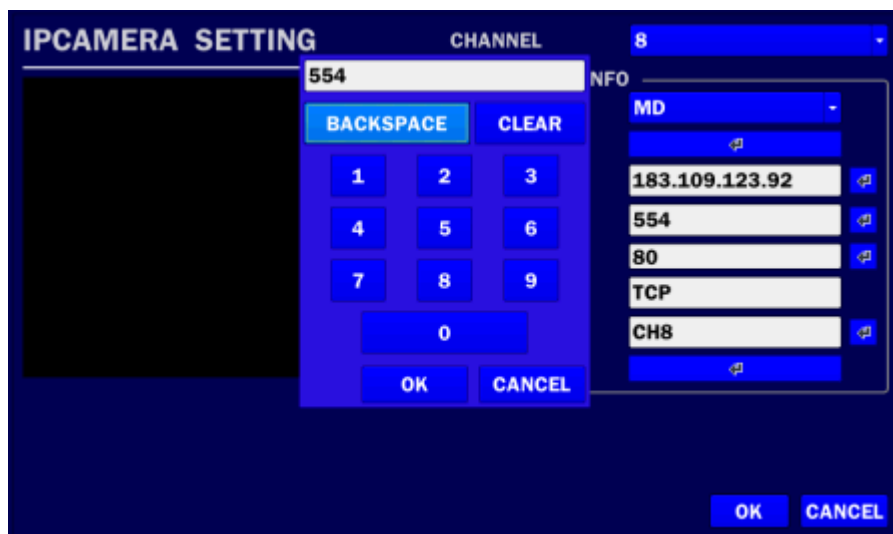 IPCAMERA SETTING
CHANNEL
8
554
BACKSPACE CLEAR
1 2 3
4 5 6
7 8 9
0
OK CANCEL
NFO
MD
183.109.123.92
554
80
TCP
CH8
OK CANCEL